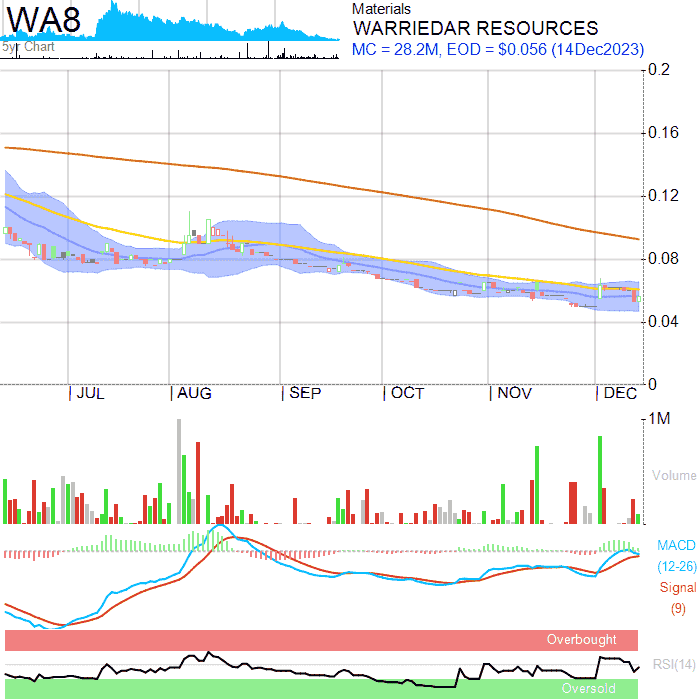 WA8
5yr Chart
Materials
WARRIEDAR RESOURCES
MC = 28.2M, EOD = $0.056 (14Dec2023)
0.2
0.16
0.12
0.08
0.04
0
JUL AUG SEP OCT NOV DEC
1M
Volume
MACD
(12-26)
Signal
(9)
Overbought
RSI(14)
Oversold